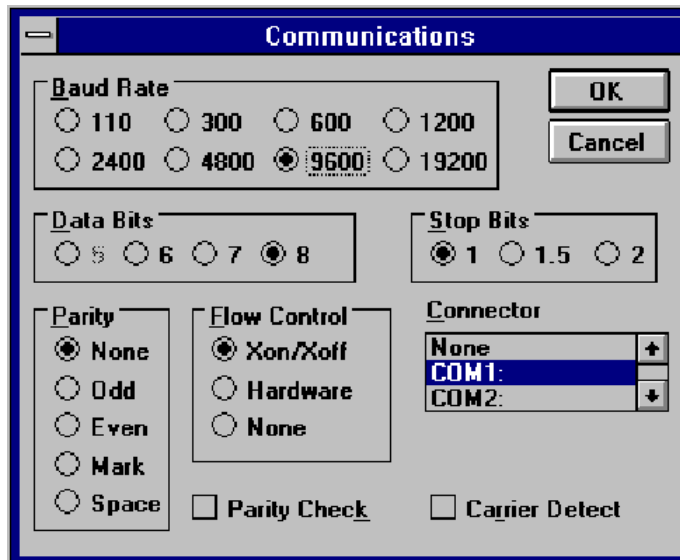 Communications
Baud Rate
110 300 600 1200
2400 4800 9600 19200
OK
Cancel
Data Bits
5 6 7 8
Stop Bits
1 1.5 2
Parity
None
Odd
Even
Mark
Space
Flow Control
Xon/Xoff
Hardware
None
Connector
None
COM1:
COM2:
Parity Check
Carrier Detect